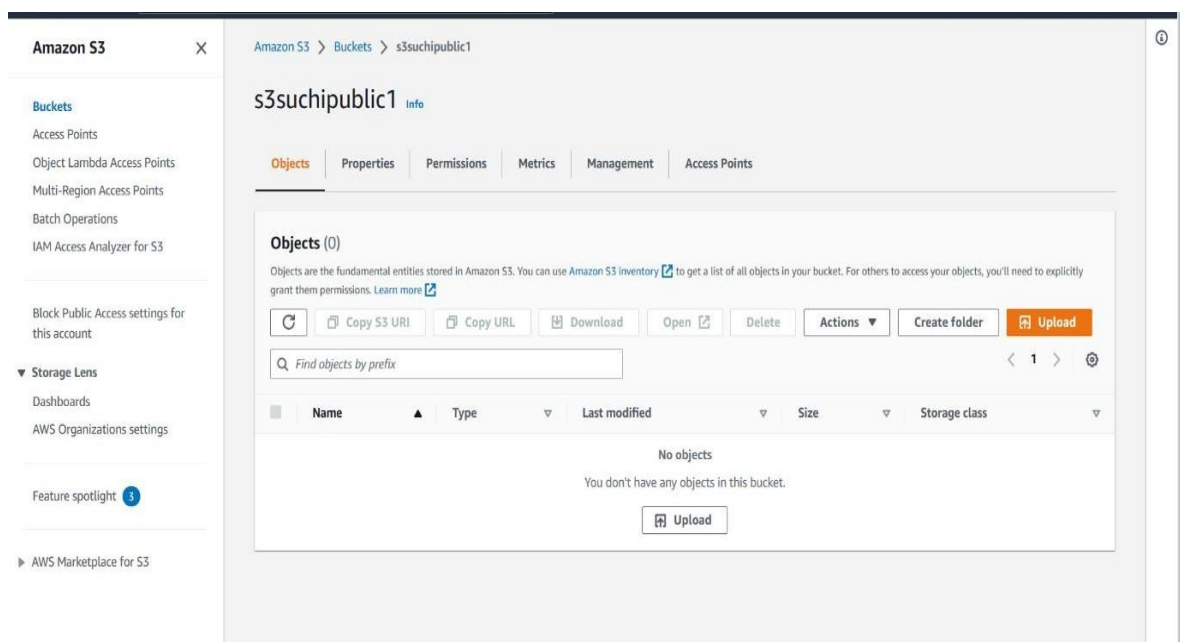 Amazon S3
Buckets
Access Points
Object Lambda Access Points
Multi-Region Access Points
Batch Operations
IAM Access Analyzer for S3
Block Public Access settings for
this account
Storage Lens
Dashboards
AWS Organizations settings
Feature spotlight 3
AWS Marketplace for S3
Amazon S3 > Buckets > s3suchipublic1
s3suchipublic1 Info
Objects Properties Permissions Metrics Management Access Points
Objects (0)
Objects are the fundamental entities stored in Amazon S3. You can use Amazon S3 inventory to get a list of all objects in your bucket. For others to access your objects, you'll need to explicitly
grant them permissions. Learn more
Copy S3 URI Copy URL Download Open Delete Actions Create folder Upload
Find objects by prefix
1
Name Type Last modified Size Storage class
No objects
You don't have any objects in this bucket.
Upload